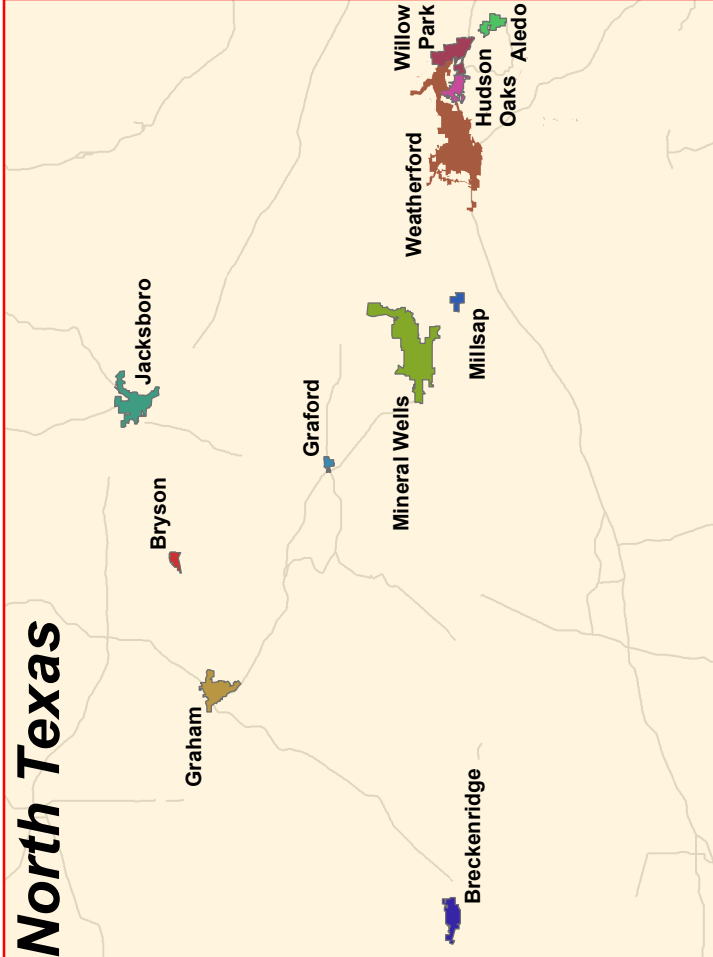 North Texas
Jacksboro
Bryson
Graham
Graford
Willow
Park
Aledo
Hudson
Oaks
Weatherford
Mineral Wells
Millsap
Breckenridge